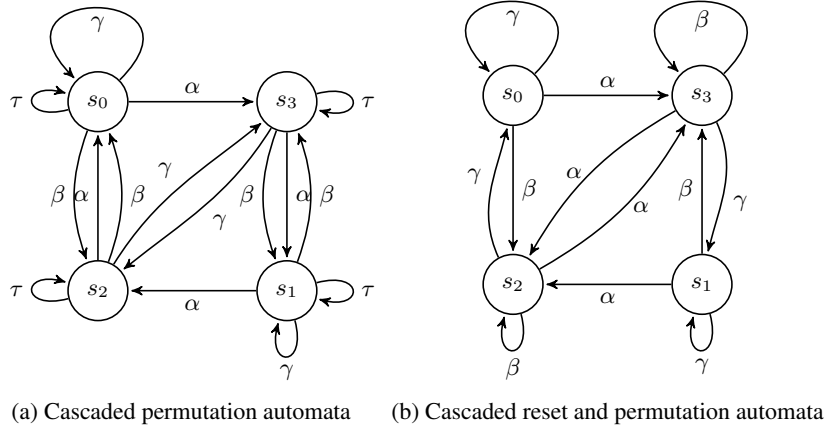 γ γ β
τ s0 α s3 τ s0 α s3
β α β γ γ β α β γ β α α β γ
τ s2 α s1 τ s2 α s1
γ β γ
(a) Cascaded permutation automata (b) Cascaded reset and permutation automata